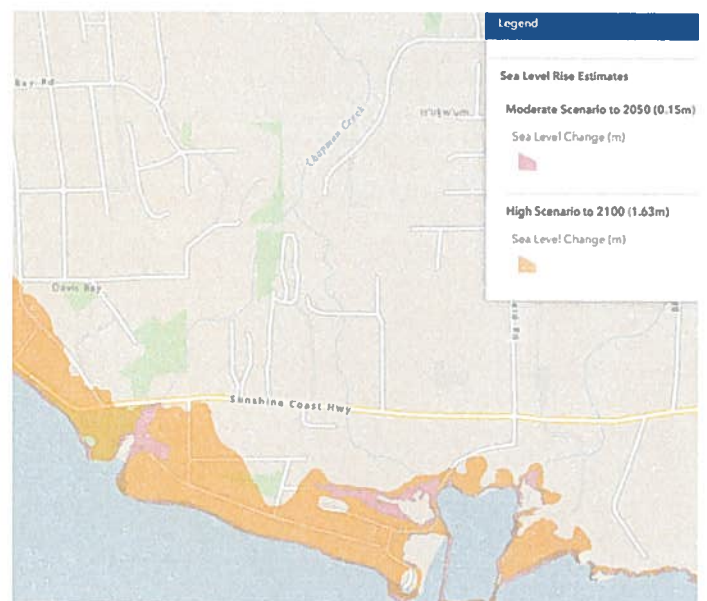 Legend
Sea Level Rise Estimates
Moderate Scenario to 2050 (0.15m)
Sea Level Change (m)
High Scenario to 2100 (1.63m)
Sea Level Change (m)
Bay Rd
Chapman Creek
Davis Bay
Sunshine Coast Hwy
Rd